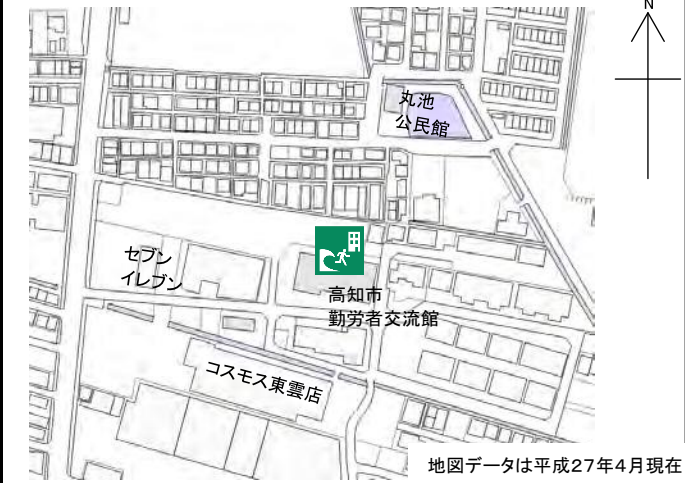 N
丸池
公民館
セブン
イレブン
高知市
勤労者交流館
コスモス東雲店
地図データは平成27年4月現在